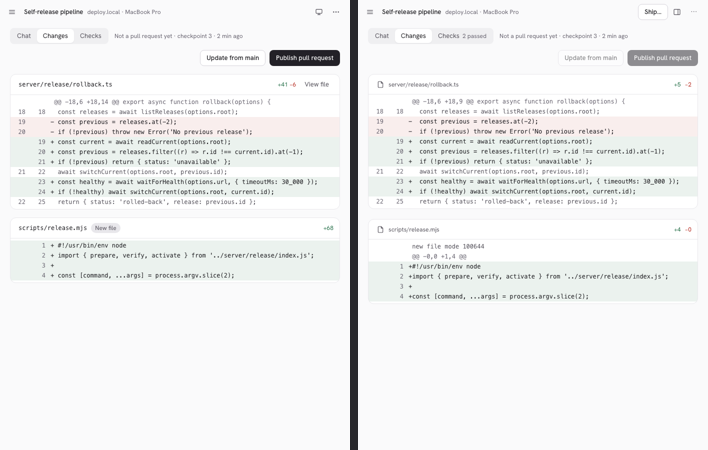 Self-release pipeline deploy.local · MacBook Pro
Chat Changes Checks Not a pull request yet · checkpoint 3 · 2 min ago
Update from main Publish pull request
server/release/rollback.ts +41 -6 View file
@@ -18,6 +18,14 @@ export async function rollback(options) {
18 18 const releases = await listReleases(options.root);
19 - const previous = releases.at(-2);
20 - if (!previous) throw new Error('No previous release');
19 + const current = await readCurrent(options.root);
20 + const previous = releases.filter((r) => r.id !== current.id).at(-1);
21 + if (!previous) return { status: 'unavailable' };
21 22 await switchCurrent(options.root, previous.id);
23 + const healthy = await waitForHealth(options.url, { timeoutMs: 30_000 });
24 + if (!healthy) await switchCurrent(options.root, current.id);
22 25 return { status: 'rolled-back', release: previous.id };
scripts/release.mjs New file +68
1 + #!/usr/bin/env node
2 + import { prepare, verify, activate } from '../server/release/index.js';
3 +
4 + const [command, ...args] = process.argv.slice(2);
Self-release pipeline deploy.local · MacBook Pro Ship...
Chat Changes Checks 2 passed Not a pull request yet · checkpoint 3 · 2 min ago
Update from main Publish pull request
server/release/rollback.ts +5 -2
@@ -18,6 +18,9 @@ export async function rollback(options) {
18 18 const releases = await listReleases(options.root);
19 - const previous = releases.at(-2);
20 - if (!previous) throw new Error('No previous release');
19 + const current = await readCurrent(options.root);
20 + const previous = releases.filter((r) => r.id !== current.id).at(-1);
21 + if (!previous) return { status: 'unavailable' };
21 22 await switchCurrent(options.root, previous.id);
23 + const healthy = await waitForHealth(options.url, { timeoutMs: 30_000 });
24 + if (!healthy) await switchCurrent(options.root, current.id);
22 25 return { status: 'rolled-back', release: previous.id };
scripts/release.mjs +4 -0
new file mode 100644
@@ -0,0 +1,4 @@
1 +#!/usr/bin/env node
2 +import { prepare, verify, activate } from '../server/release/index.js';
3 +
4 +const [command, ...args] = process.argv.slice(2);